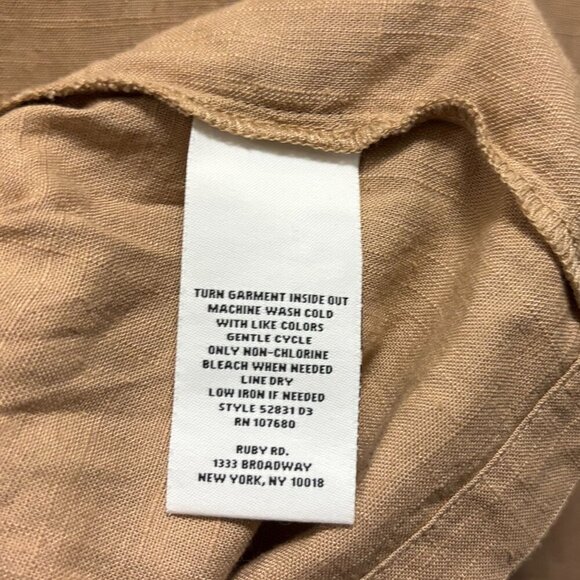 TURN GARMENT INSIDE OUT
MACHINE WASH COLD
WITH LIKE COLORS
GENTLE CYCLE
ONLY NON-CHLORINE
BLEACH WHEN NEEDED
LINE DRY
LOW IRON IF NEEDED
STYLE 52831 D3
RN 107680
RUBY RD.
1333 BROADWAY
NEW YORK, NY 10018